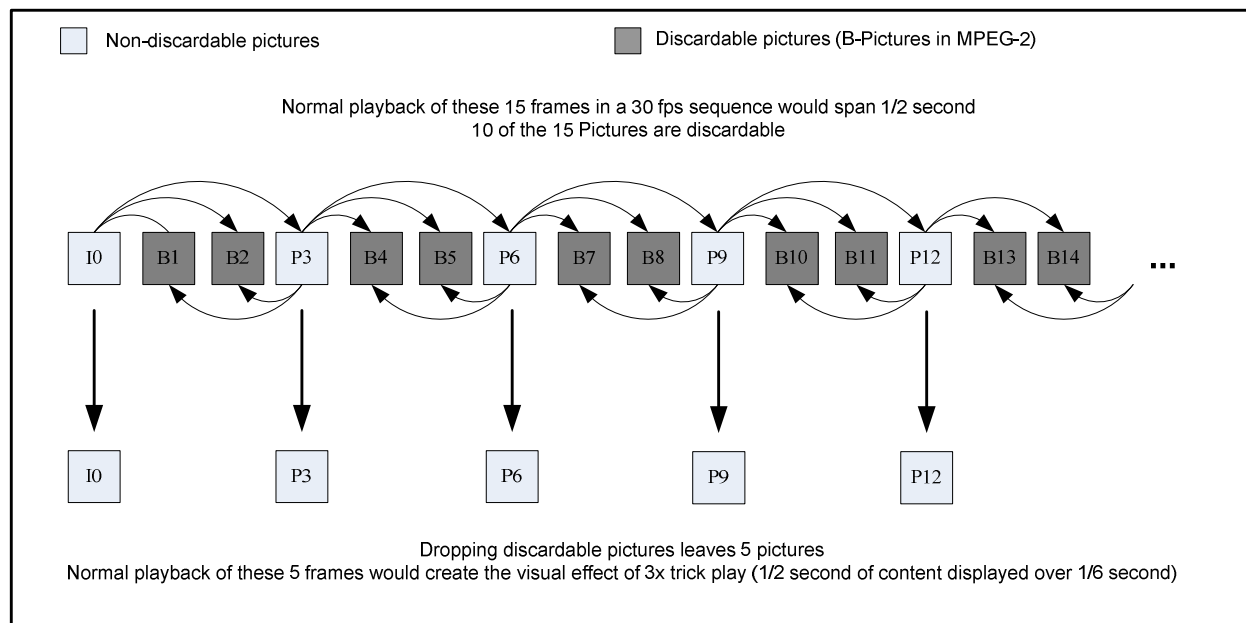 Non-discardable pictures
Discardable pictures (B-Pictures in MPEG-2)
Normal playback of these 15 frames in a 30 fps sequence would span 1/2 second
10 of the 15 Pictures are discardable
I0 B1 B2 P3 B4 B5 P6 B7 B8 P9 B10 B11 P12 B13 B14 ...
I0 P3 P6 P9 P12
Dropping discardable pictures leaves 5 pictures
Normal playback of these 5 frames would create the visual effect of 3x trick play (1/2 second of content displayed over 1/6 second)